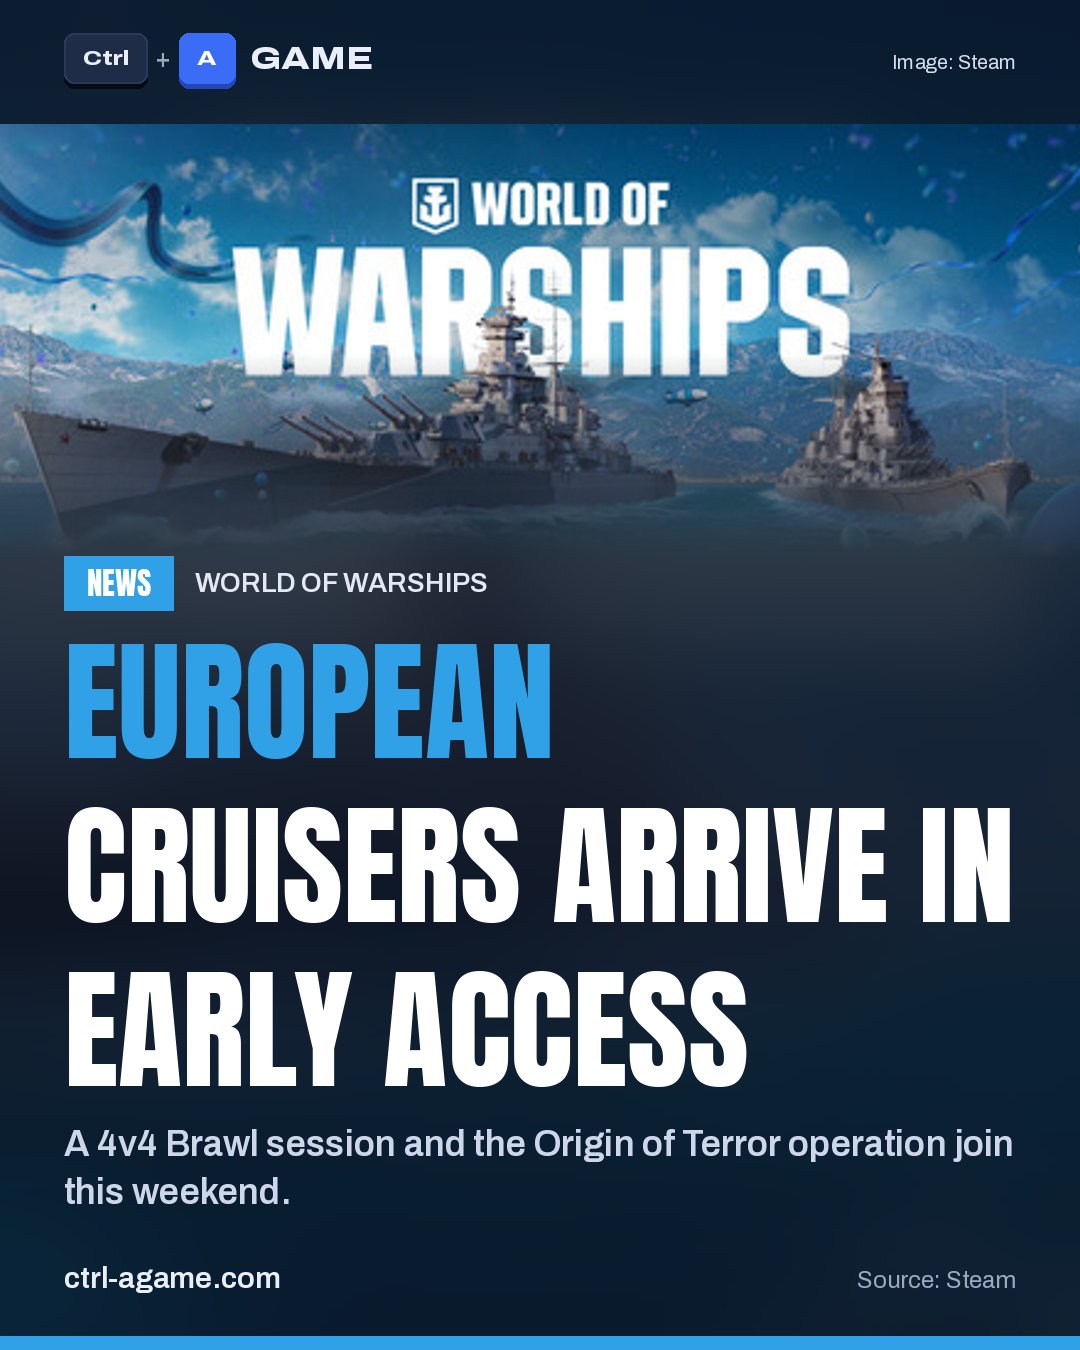 Ctrl + A GAME
Image: Steam
WORLD OF
WARSHIPS
NEWS WORLD OF WARSHIPS
EUROPEAN
CRUISERS ARRIVE IN
EARLY ACCESS
A 4v4 Brawl session and the Origin of Terror operation join
this weekend.
ctrl-agame.com
Source: Steam